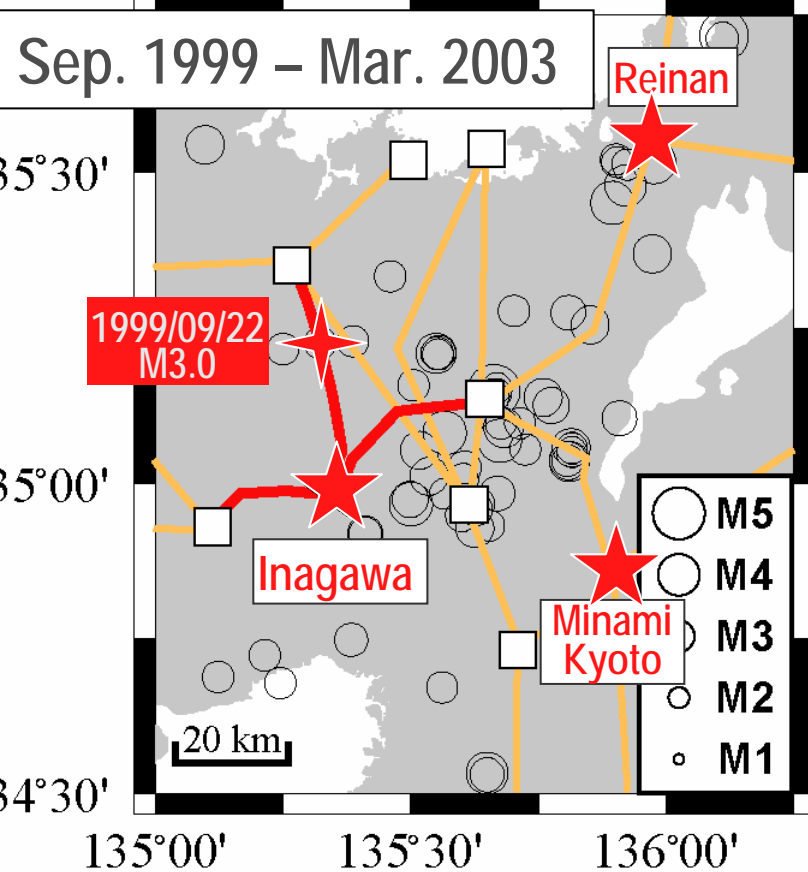 Sep. 1999 – Mar. 2003
Reinan
35°30'
1999/09/22
M3.0
35°00'
Inagawa
Minami
Kyoto
M5
M4
M3
M2
M1
20 km
34°30'
135°00'
135°30'
136°00'